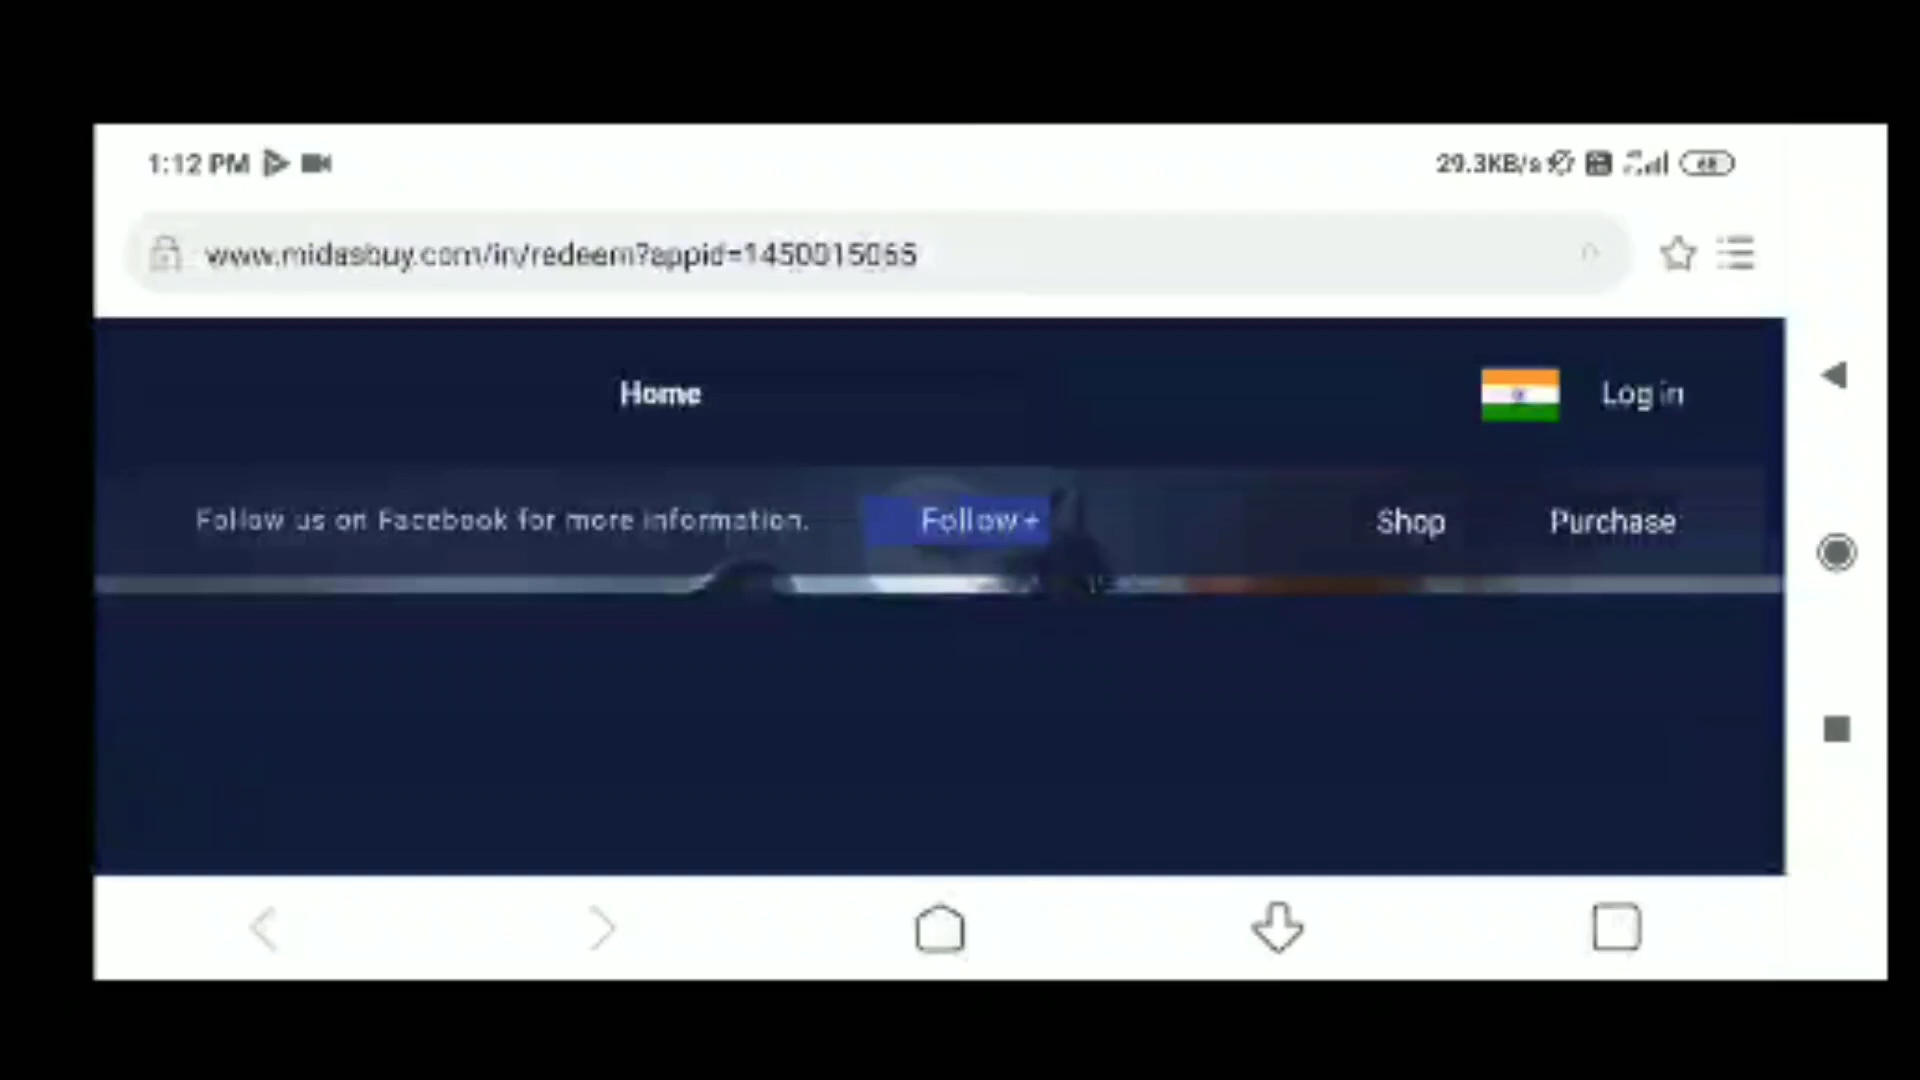 1:12 PM
29.3KB/s
68
www.midasbuy.com/in/redeem?appid=1450015065
Home
Log in
Follow us on Facebook for more information.
Follow+
Shop
Purchase